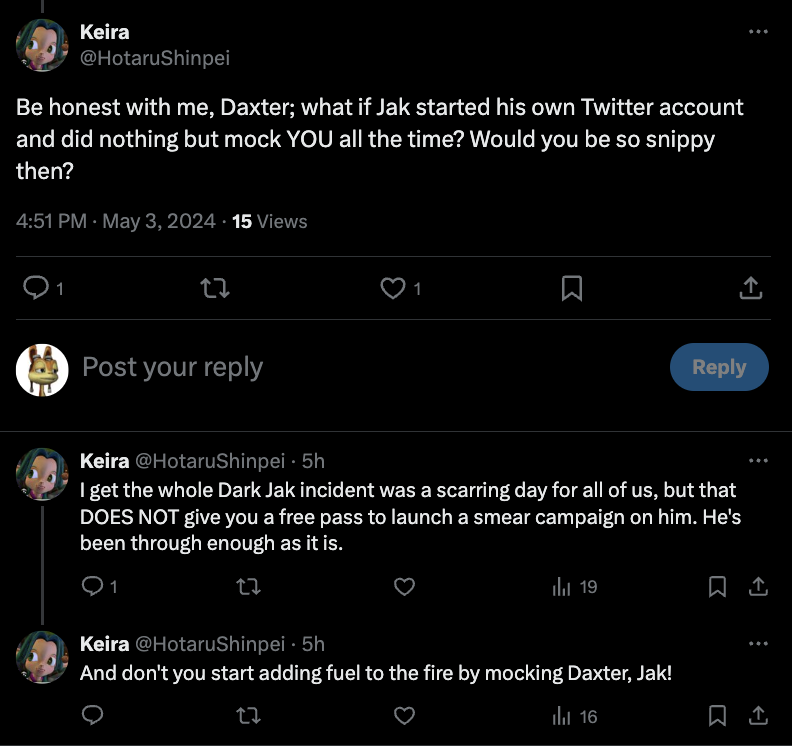 Keira
@HotaruShinpei
Be honest with me, Daxter; what if Jak started his own Twitter account
and did nothing but mock YOU all the time? Would you be so snippy
then?
4:51 PM · May 3, 2024 · 15 Views
1
1
Post your reply
Reply
Keira @HotaruShinpei · 5h
I get the whole Dark Jak incident was a scarring day for all of us, but that
DOES NOT give you a free pass to launch a smear campaign on him. He's
been through enough as it is.
1
19
Keira @HotaruShinpei · 5h
And don't you start adding fuel to the fire by mocking Daxter, Jak!
16